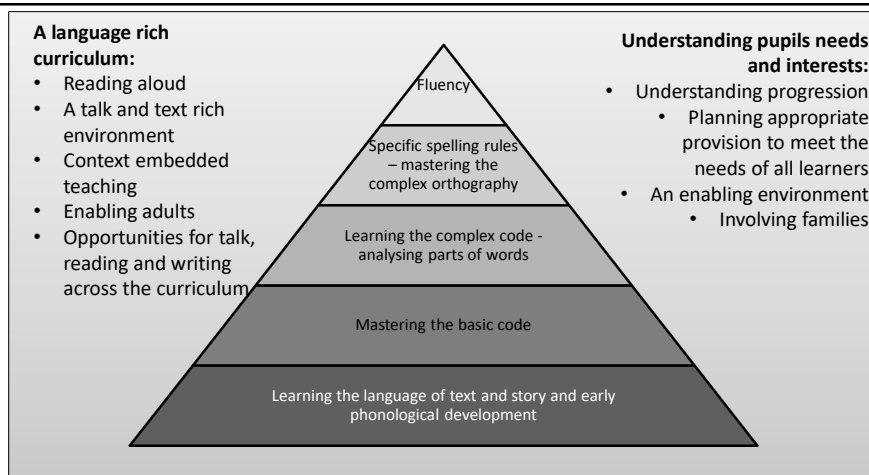 A language rich
curriculum:
• Reading aloud
• A talk and text rich
environment
• Context embedded
teaching
• Enabling adults
• Opportunities for talk,
reading and writing
across the curriculum
Fluency
Specific spelling rules
– mastering the
complex orthography
Learning the complex code -
analysing parts of words
Mastering the basic code
Learning the language of text and story and early
phonological development
Understanding pupils needs
and interests:
• Understanding progression
• Planning appropriate
provision to meet the
needs of all learners
• An enabling environment
• Involving families